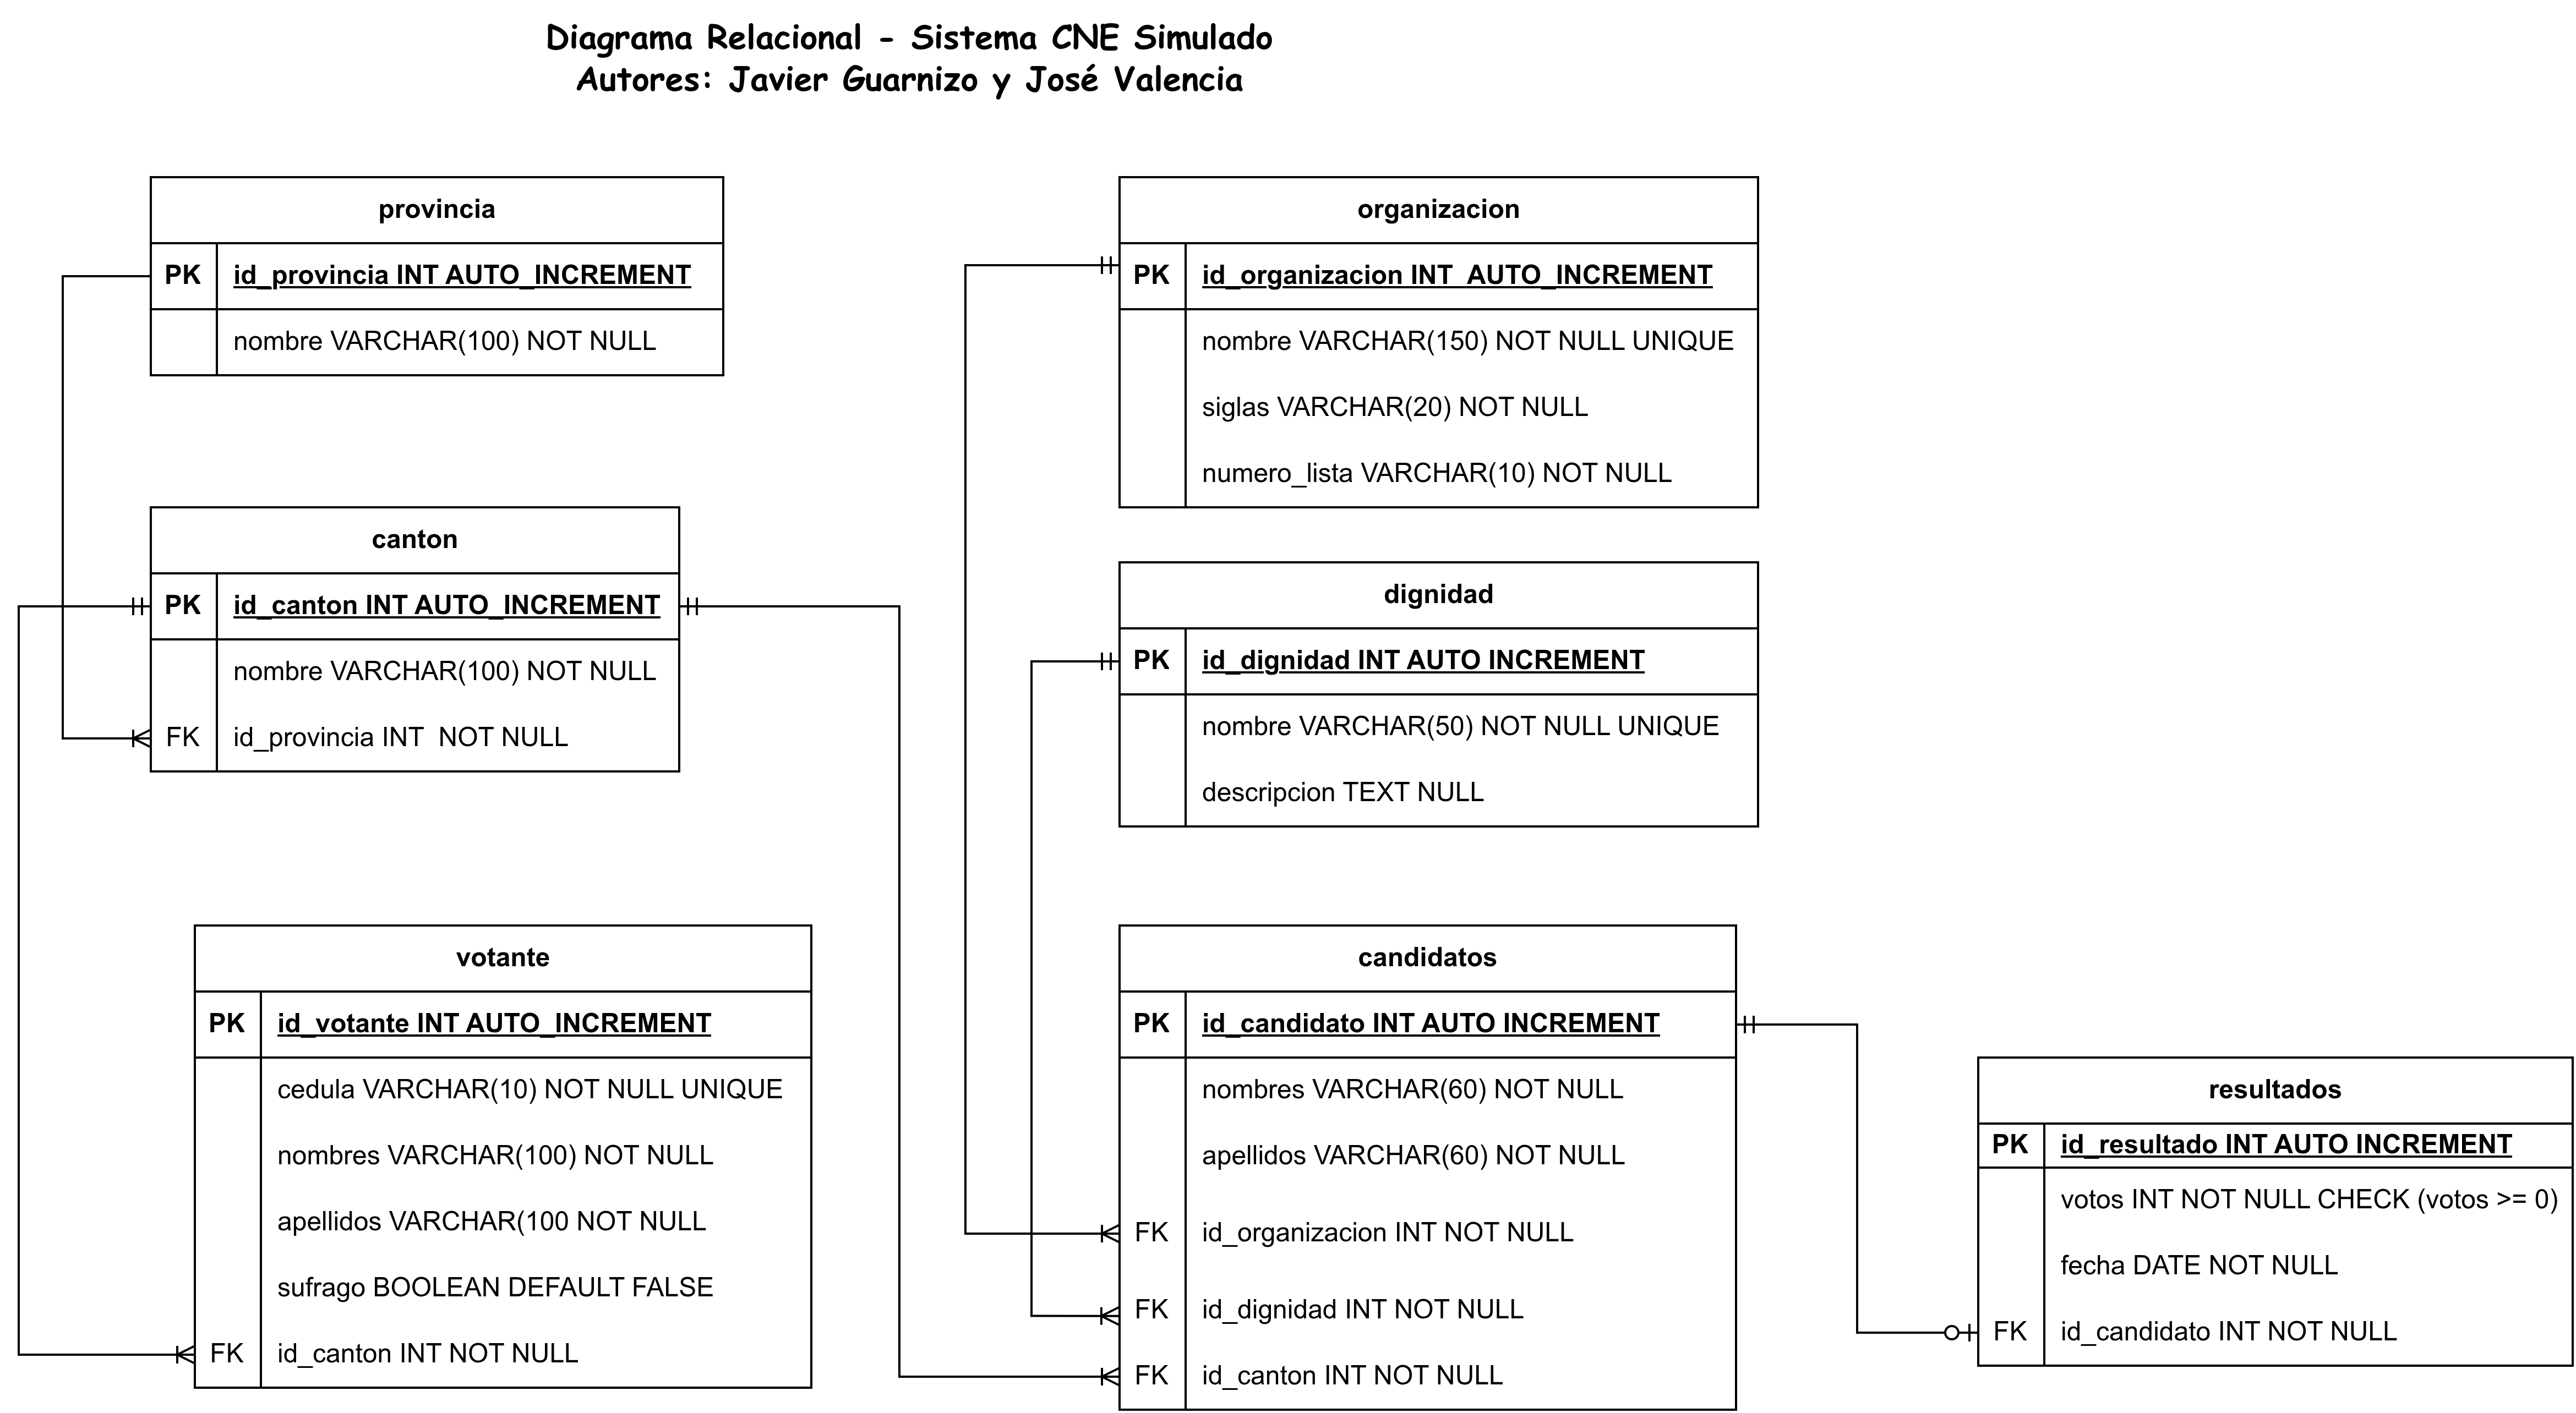 Diagrama Relacional - Sistema CNE Simulado
Autores: Javier Guarnizo y José Valencia
provincia
PK id_provincia INT AUTO_INCREMENT
nombre VARCHAR(100) NOT NULL
canton
PK id_canton INT AUTO_INCREMENT
nombre VARCHAR(100) NOT NULL
FK id_provincia INT  NOT NULL
votante
PK id_votante INT AUTO_INCREMENT
cedula VARCHAR(10) NOT NULL UNIQUE
nombres VARCHAR(100) NOT NULL
apellidos VARCHAR(100 NOT NULL
sufrago BOOLEAN DEFAULT FALSE
FK id_canton INT NOT NULL
organizacion
PK id_organizacion INT  AUTO_INCREMENT
nombre VARCHAR(150) NOT NULL UNIQUE
siglas VARCHAR(20) NOT NULL
numero_lista VARCHAR(10) NOT NULL
dignidad
PK id_dignidad INT AUTO INCREMENT
nombre VARCHAR(50) NOT NULL UNIQUE
descripcion TEXT NULL
candidatos
PK id_candidato INT AUTO INCREMENT
nombres VARCHAR(60) NOT NULL
apellidos VARCHAR(60) NOT NULL
FK id_organizacion INT NOT NULL
FK id_dignidad INT NOT NULL
FK id_canton INT NOT NULL
resultados
PK id_resultado INT AUTO INCREMENT
votos INT NOT NULL CHECK (votos >= 0)
fecha DATE NOT NULL
FK id_candidato INT NOT NULL